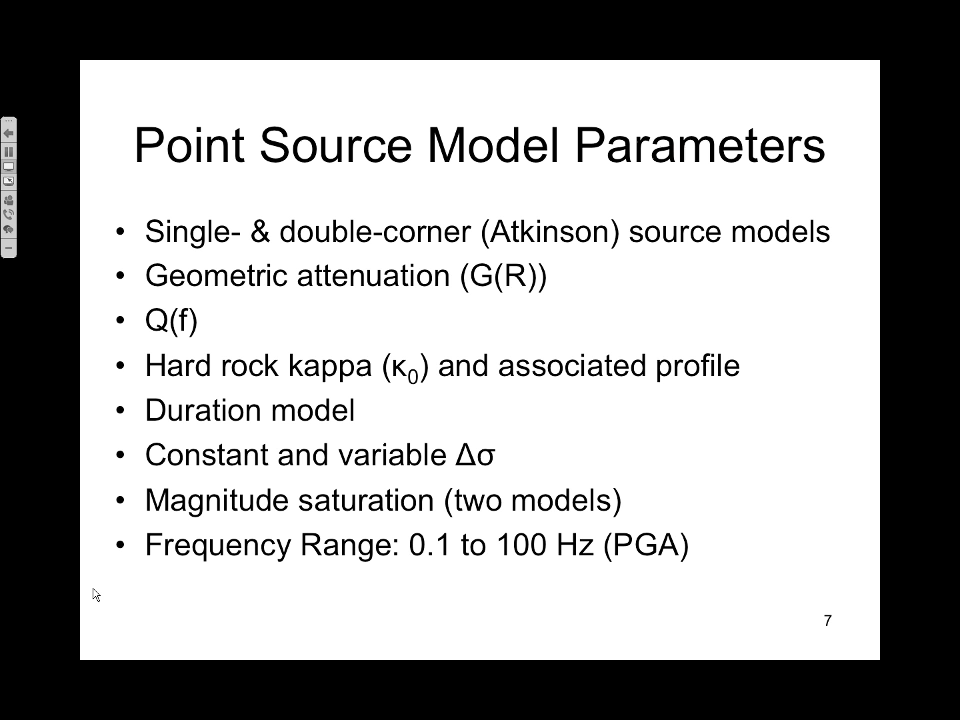 Point Source Model Parameters
• Single- & double-corner (Atkinson) source models
• Geometric attenuation (G(R))
• Q(f)
• Hard rock kappa (κ₀) and associated profile
• Duration model
• Constant and variable Δσ
• Magnitude saturation (two models)
• Frequency Range: 0.1 to 100 Hz (PGA)
7